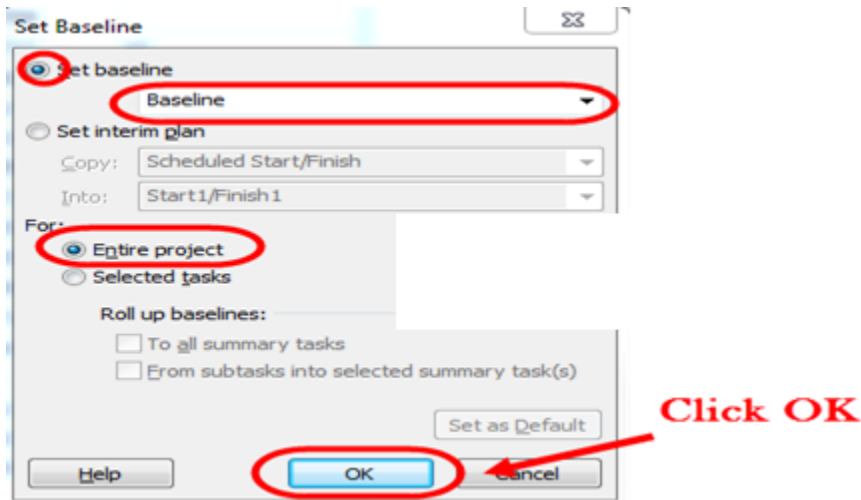 Set Baseline
Set baseline
Baseline
Set interim plan
Copy: Scheduled Start/Finish
Into: Start1/Finish1
For:
Entire project
Selected tasks
Roll up baselines:
To all summary tasks
From subtasks into selected summary task(s)
Set as Default
Click OK
Help OK Cancel